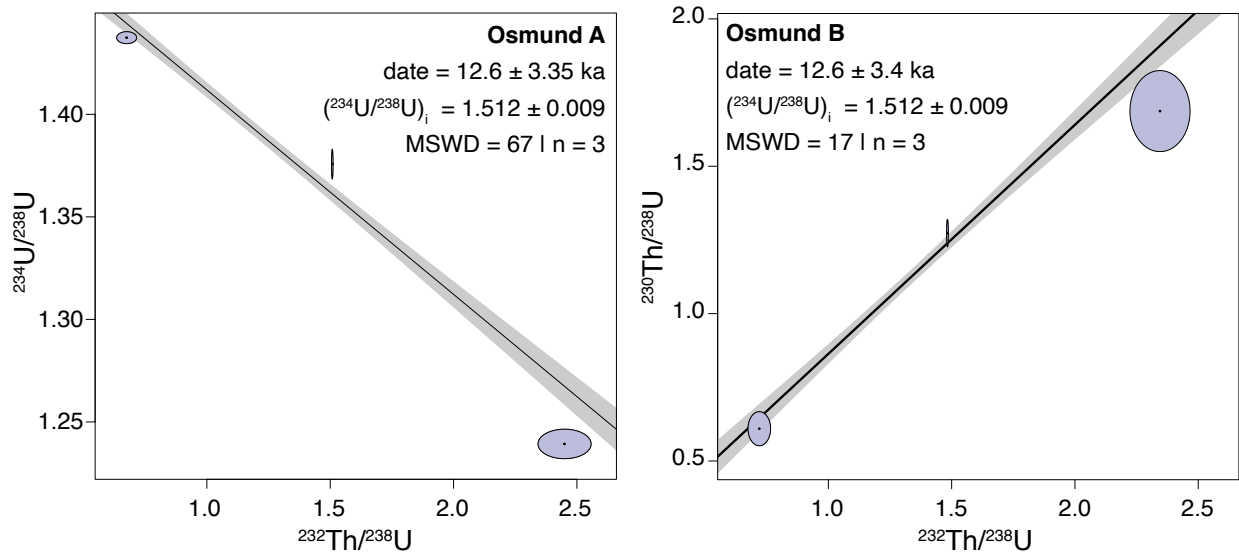 Osmund A
date = 12.6 ± 3.35 ka
(²³⁴U/²³⁸U)ᵢ = 1.512 ± 0.009
MSWD = 67 | n = 3
1.40
1.35
1.30
1.25
²³⁴U/²³⁸U
1.0 1.5 2.0 2.5
²³²Th/²³⁸U
Osmund B
date = 12.6 ± 3.4 ka
(²³⁴U/²³⁸U)ᵢ = 1.512 ± 0.009
MSWD = 17 | n = 3
2.0
1.5
1.0
0.5
²³⁰Th/²³⁸U
1.0 1.5 2.0 2.5
²³²Th/²³⁸U